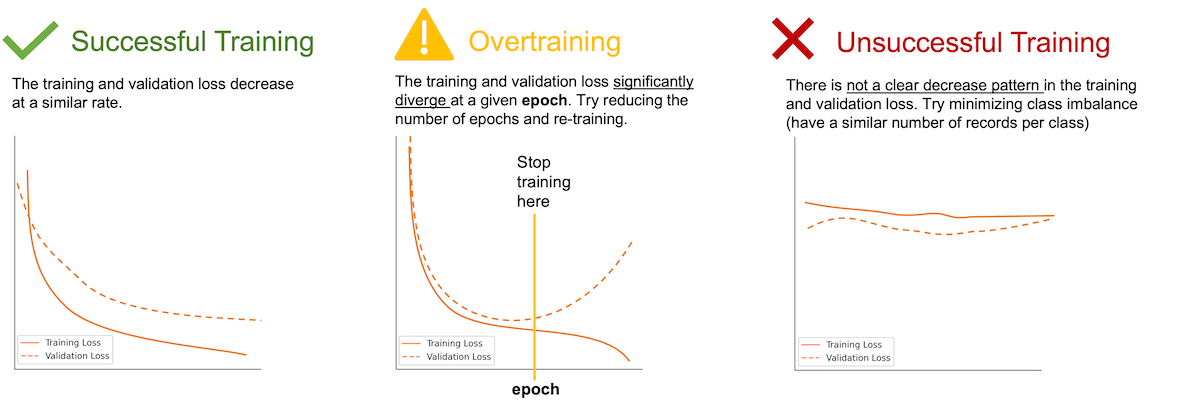 Successful Training
The training and validation loss decrease
at a similar rate.
Training Loss
Validation Loss
Overtraining
The training and validation loss significantly
diverge at a given epoch. Try reducing the
number of epochs and re-training.
Stop
training
here
Training Loss
Validation Loss
epoch
Unsuccessful Training
There is not a clear decrease pattern in the training
and validation loss. Try minimizing class imbalance
(have a similar number of records per class)
Training Loss
Validation Loss